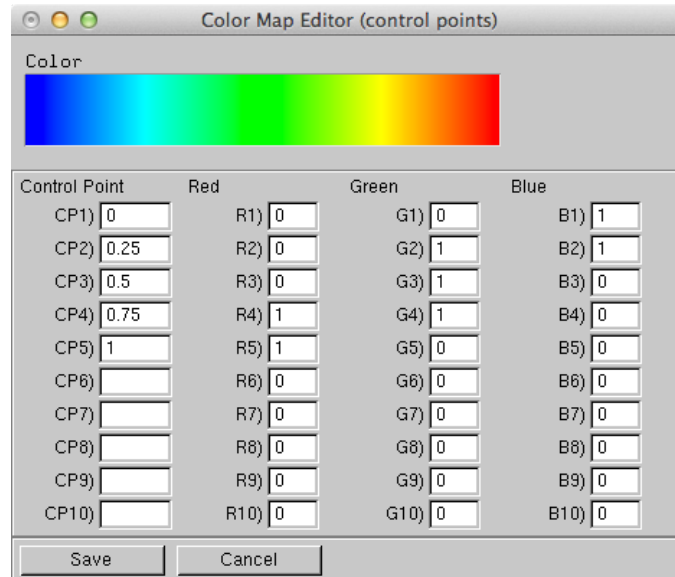 Color Map Editor (control points)
Color
Control Point Red Green Blue
CP1) 0 R1) 0 G1) 0 B1) 1
CP2) 0.25 R2) 0 G2) 1 B2) 1
CP3) 0.5 R3) 0 G3) 1 B3) 0
CP4) 0.75 R4) 1 G4) 1 B4) 0
CP5) 1 R5) 1 G5) 0 B5) 0
CP6) R6) 0 G6) 0 B6) 0
CP7) R7) 0 G7) 0 B7) 0
CP8) R8) 0 G8) 0 B8) 0
CP9) R9) 0 G9) 0 B9) 0
CP10) R10) 0 G10) 0 B10) 0
Save Cancel